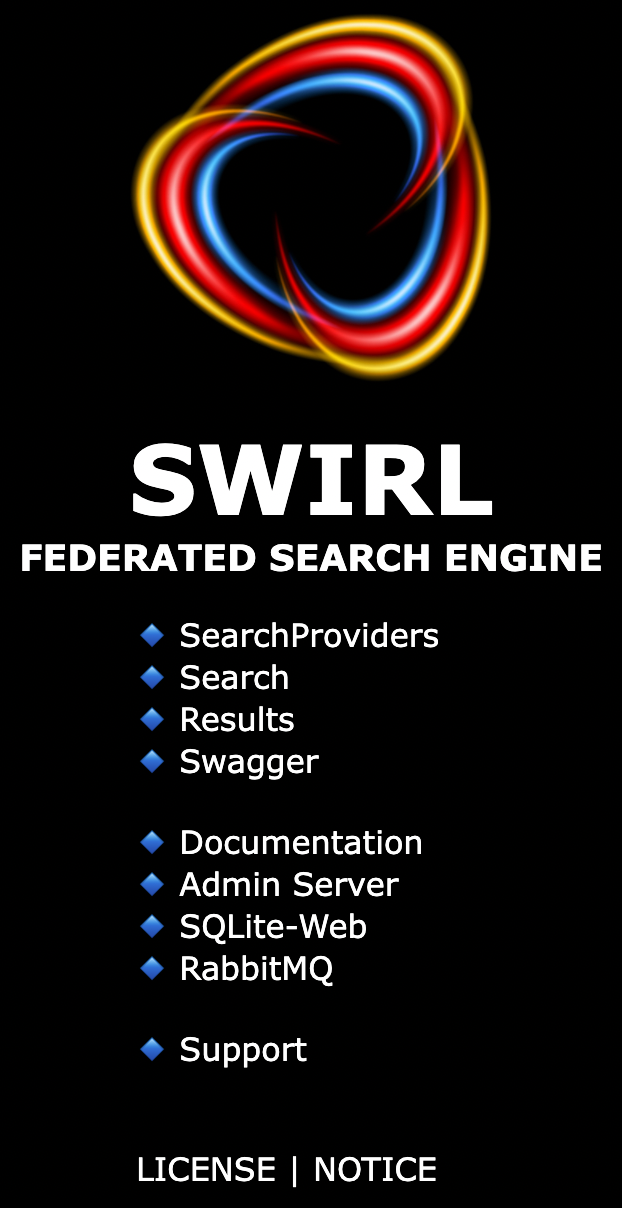 SWIRL
FEDERATED SEARCH ENGINE
SearchProviders
Search
Results
Swagger
Documentation
Admin Server
SQLite-Web
RabbitMQ
Support
LICENSE | NOTICE